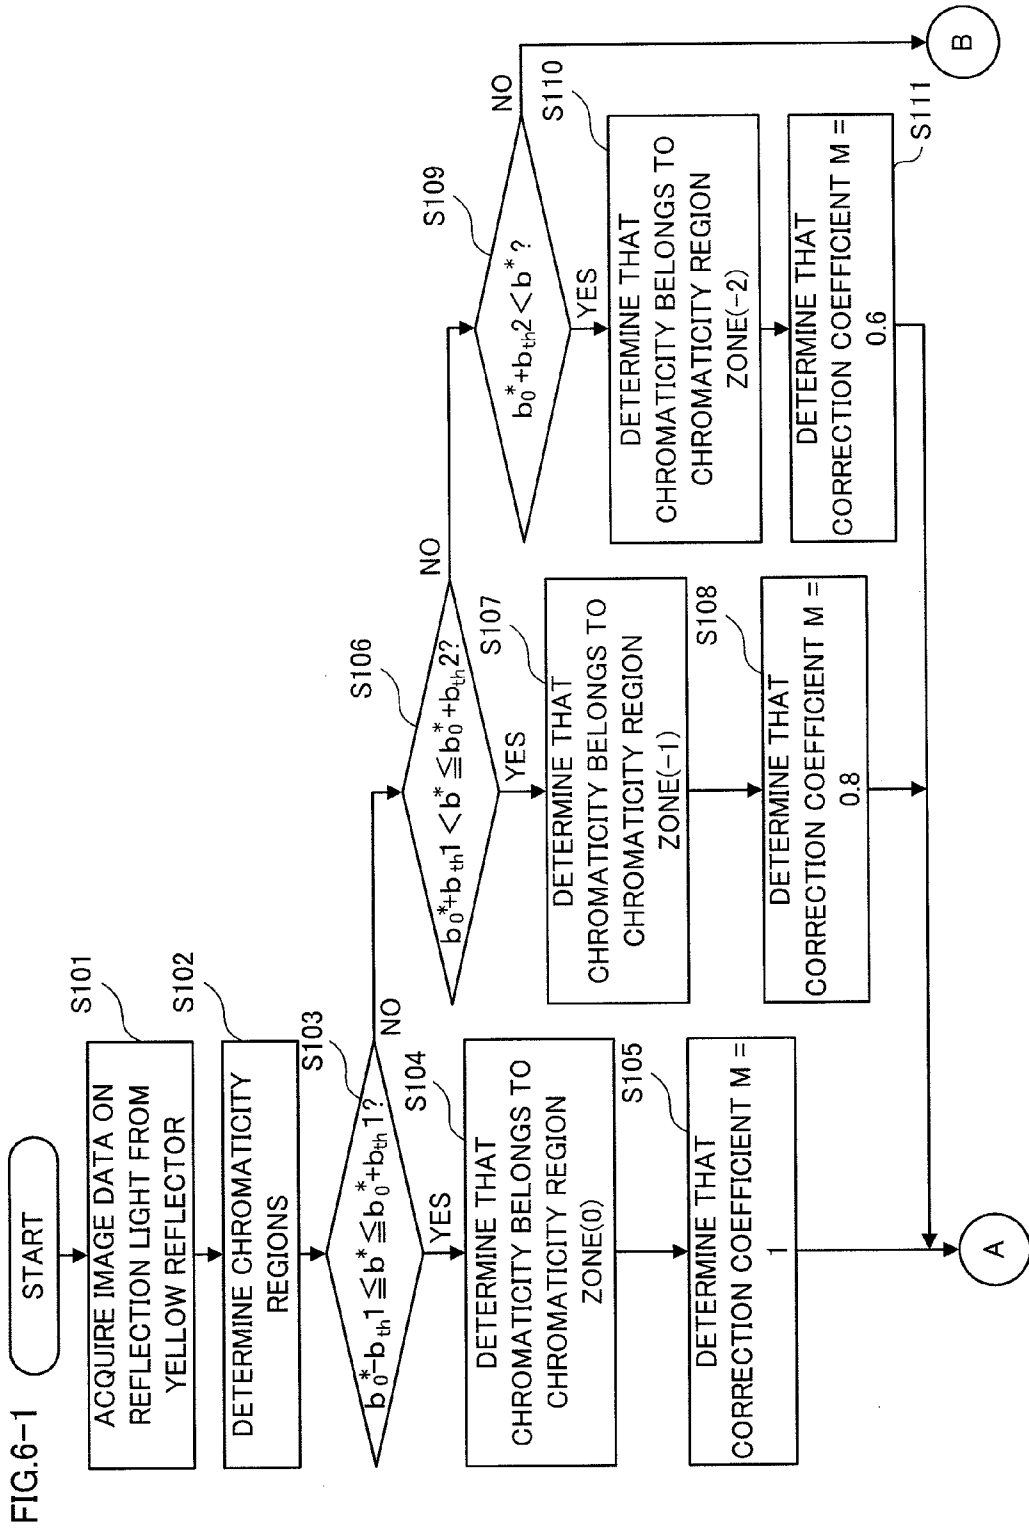 FIG.6-1
START
ACQUIRE IMAGE DATA ON
REFLECTION LIGHT FROM
YELLOW REFLECTOR
S101
DETERMINE CHROMATICITY
REGIONS
S102
b₀*-bₜₕ1≦b*≦b₀*+bₜₕ1?
S103
NO
YES
DETERMINE THAT
CHROMATICITY BELONGS TO
CHROMATICITY REGION
ZONE(0)
S104
DETERMINE THAT
CORRECTION COEFFICIENT M =
1
S105
b₀*+bₜₕ1<b*≦b₀*+bₜₕ2?
S106
NO
YES
DETERMINE THAT
CHROMATICITY BELONGS TO
CHROMATICITY REGION
ZONE(-1)
S107
DETERMINE THAT
CORRECTION COEFFICIENT M =
0.8
S108
b₀*+bₜₕ2<b*?
S109
NO
YES
DETERMINE THAT
CHROMATICITY BELONGS TO
CHROMATICITY REGION
ZONE(-2)
S110
DETERMINE THAT
CORRECTION COEFFICIENT M =
0.6
S111
A
B